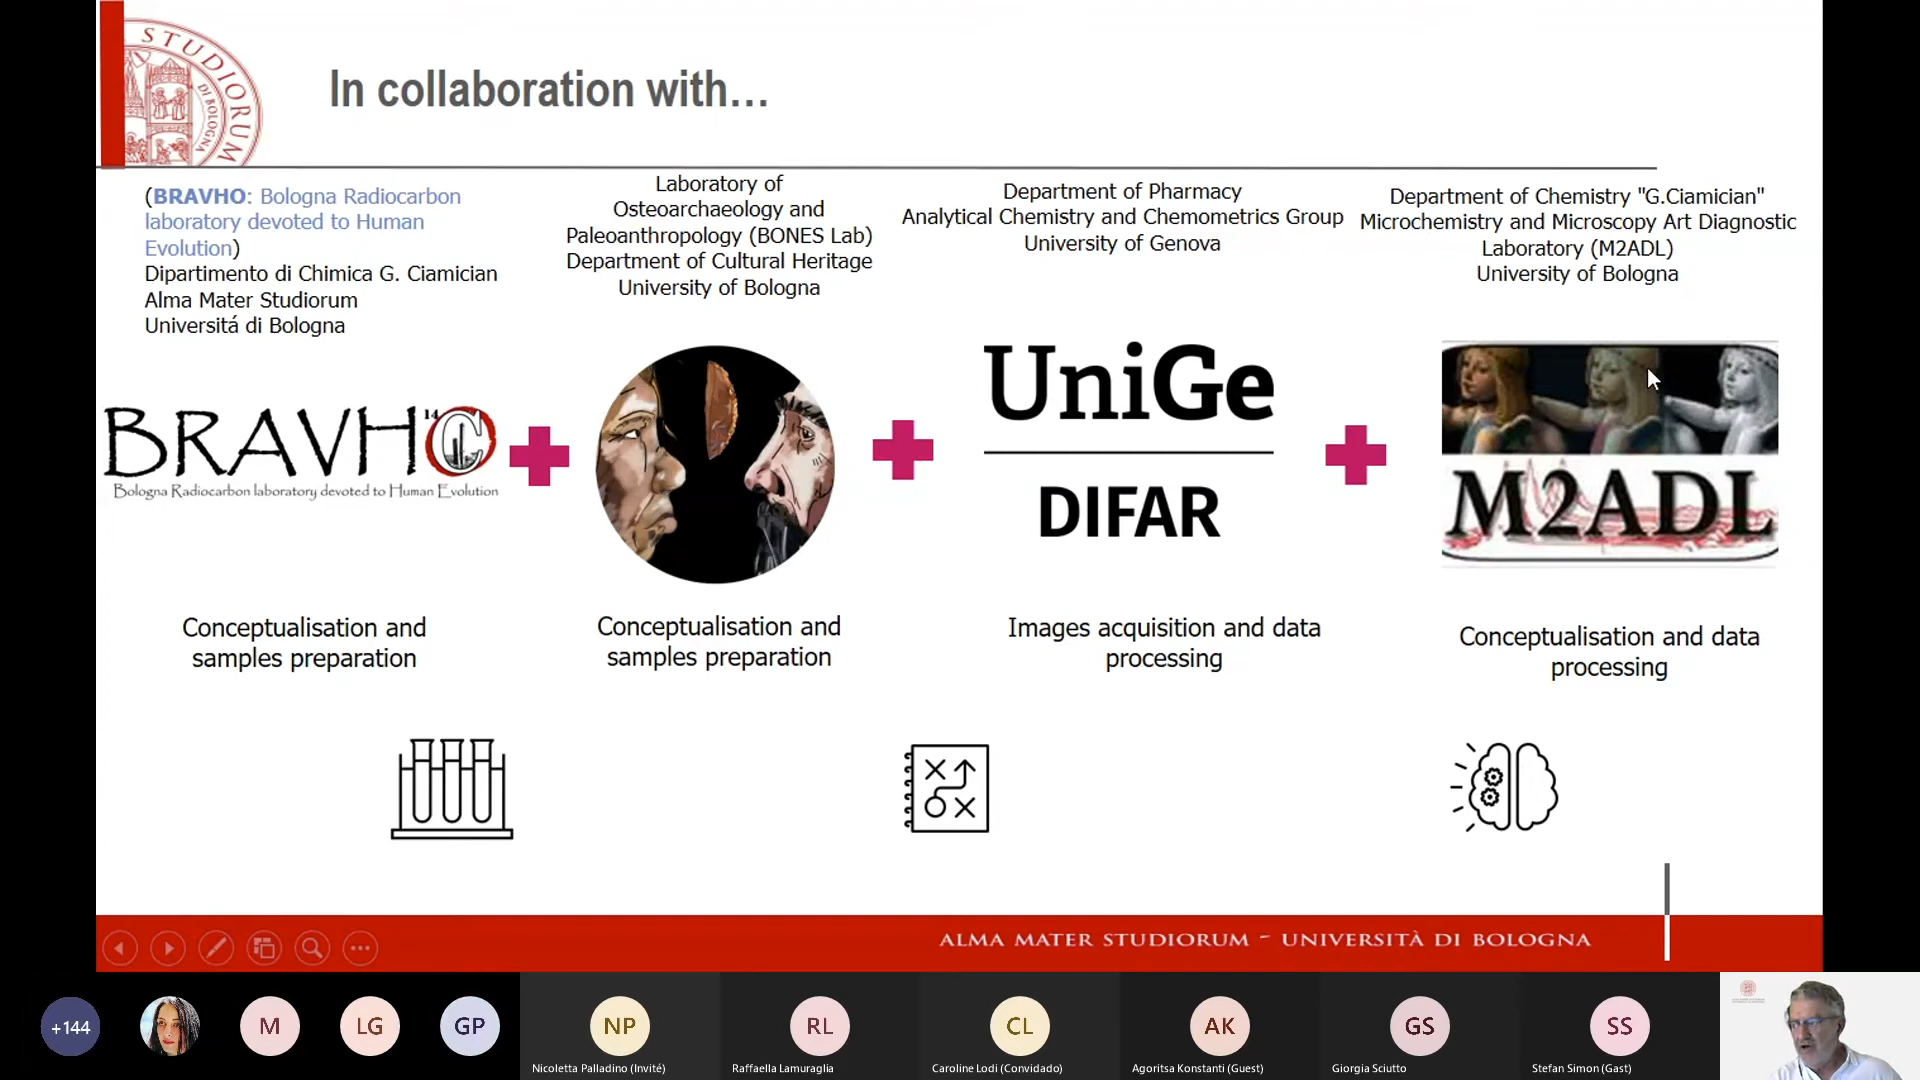 STUDIORUM
DI BOLOGNA
In collaboration with...
(BRAVHO: Bologna Radiocarbon
laboratory devoted to Human
Evolution)
Dipartimento di Chimica G. Ciamician
Alma Mater Studiorum
Universitá di Bologna
Laboratory of
Osteoarchaeology and
Paleoanthropology (BONES Lab)
Department of Cultural Heritage
University of Bologna
Department of Pharmacy
Analytical Chemistry and Chemometrics Group
University of Genova
Department of Chemistry "G.Ciamician"
Microchemistry and Microscopy Art Diagnostic
Laboratory (M2ADL)
University of Bologna
BRAVHO
14
C
Bologna Radiocarbon laboratory devoted to Human Evolution
UniGe
DIFAR
M2ADL
Conceptualisation and
samples preparation
Conceptualisation and
samples preparation
Images acquisition and data
processing
Conceptualisation and data
processing
ALMA MATER STUDIORUM – UNIVERSITÀ DI BOLOGNA
+144
M
LG
GP
NP
RL
CL
AK
GS
SS
Nicoletta Palladino (Invité)
Raffaella Lamuraglia
Caroline Lodi (Convidado)
Agoritsa Konstanti (Guest)
Giorgia Sciutto
Stefan Simon (Gast)